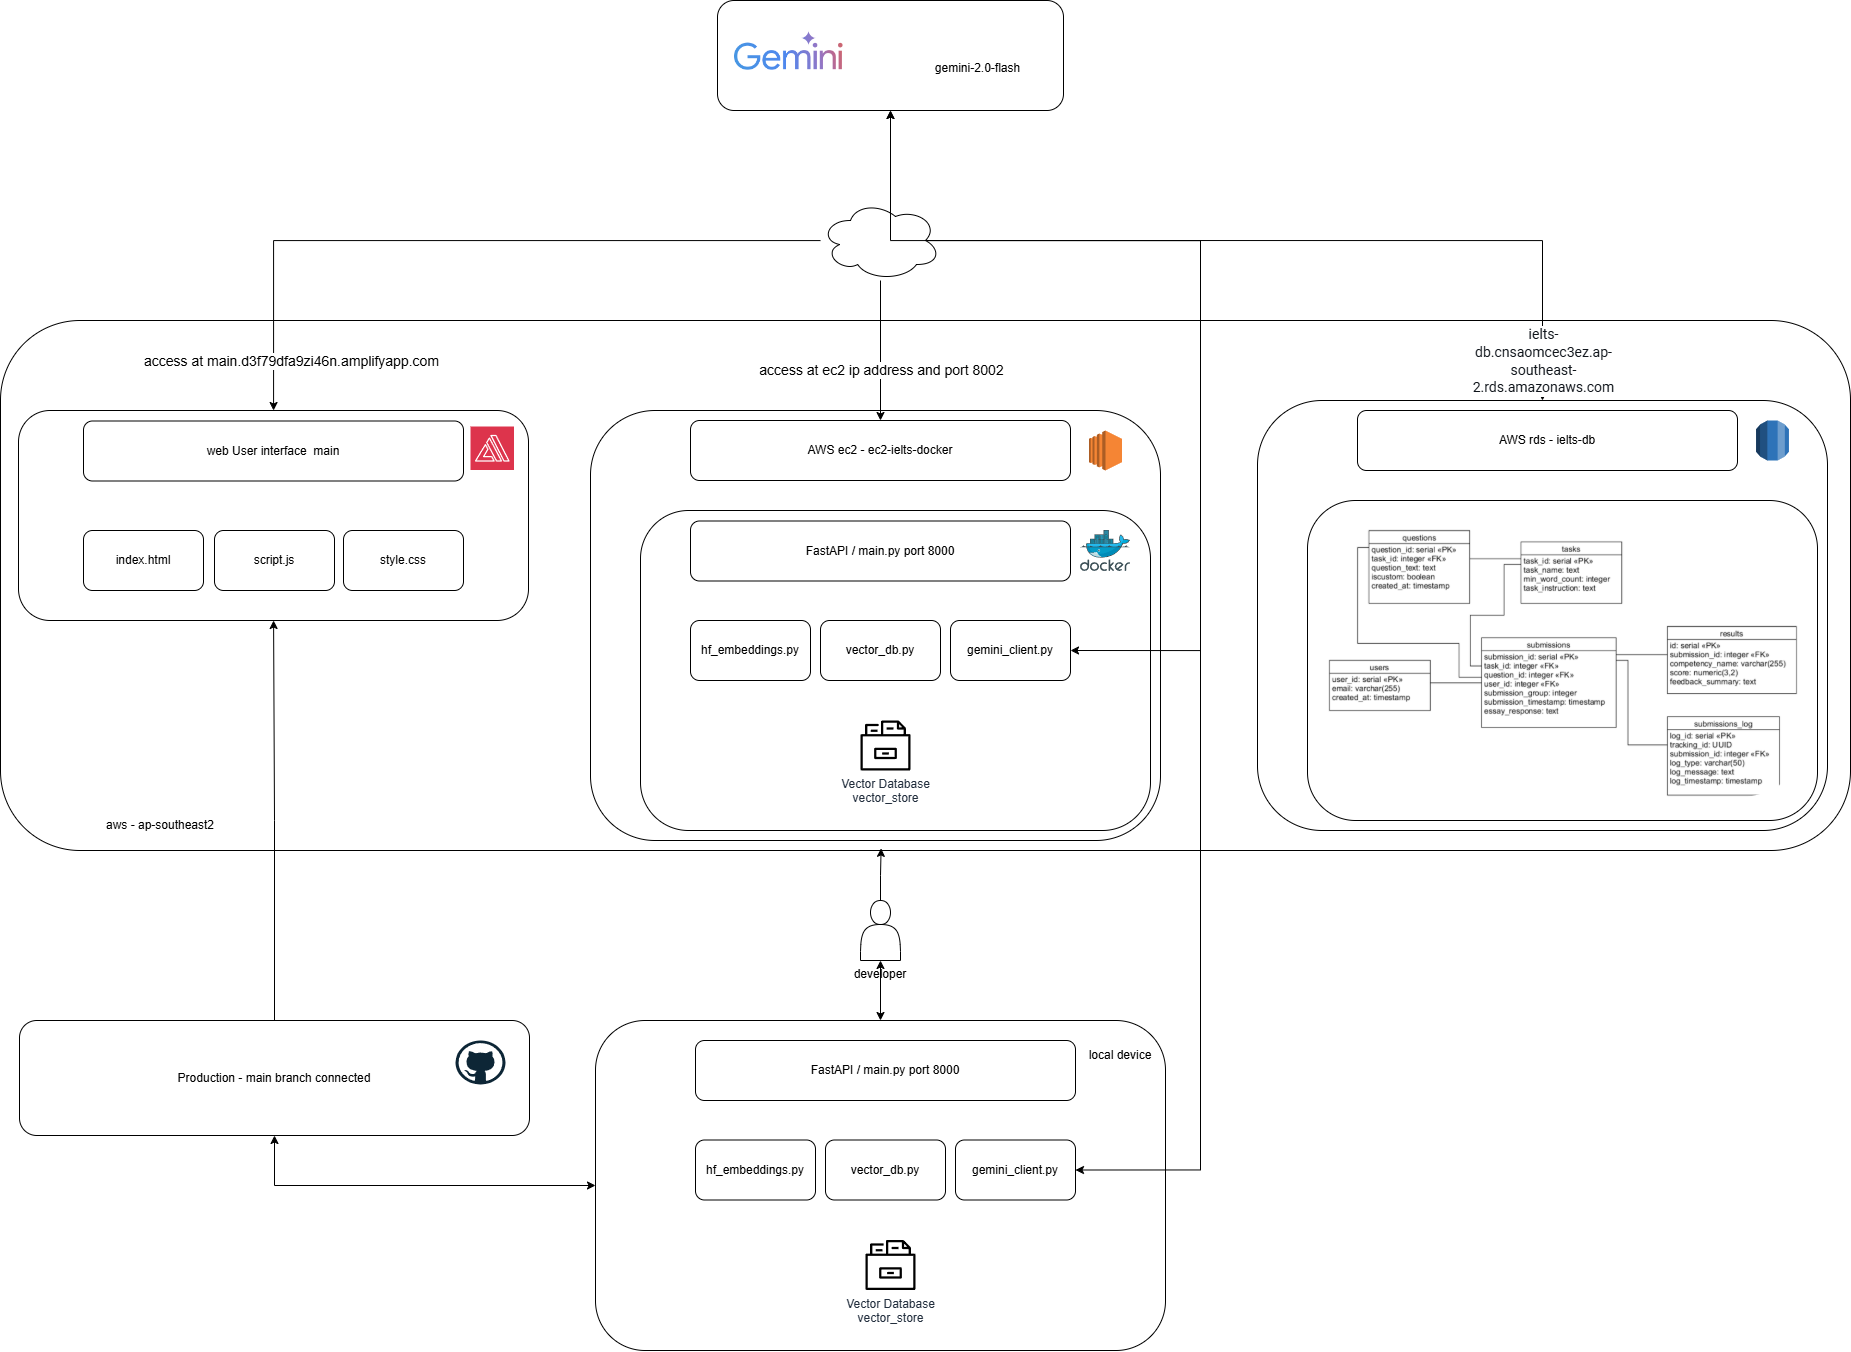 Gemini
gemini-2.0-flash
access at main.d3f79dfa9zi46n.amplifyapp.com
access at ec2 ip address and port 8002
ielts-
db.cnsaomcec3ez.ap-
southeast-
2.rds.amazonaws.com
web User interface  main
index.html
script.js
style.css
AWS ec2 - ec2-ielts-docker
FastAPI / main.py port 8000
docker
hf_embeddings.py
vector_db.py
gemini_client.py
Vector Database
vector_store
AWS rds - ielts-db
questions
question_id: serial «PK»
task_id: integer «FK»
question_text: text
iscustom: boolean
created_at: timestamp
tasks
task_id: serial «PK»
task_name: text
min_word_count: integer
task_instruction: text
users
user_id: serial «PK»
email: varchar(255)
created_at: timestamp
submissions
submission_id: serial «PK»
task_id: integer «FK»
question_id: integer «FK»
user_id: integer «FK»
submission_group: integer
submission_timestamp: timestamp
essay_response: text
results
id: serial «PK»
submission_id: integer «FK»
competency_name: varchar(255)
score: numeric(3,2)
feedback_summary: text
submissions_log
log_id: serial «PK»
tracking_id: UUID
submission_id: integer «FK»
log_type: varchar(50)
log_message: text
log_timestamp: timestamp
aws - ap-southeast2
developer
Production - main branch connected
local device
FastAPI / main.py port 8000
hf_embeddings.py
vector_db.py
gemini_client.py
Vector Database
vector_store